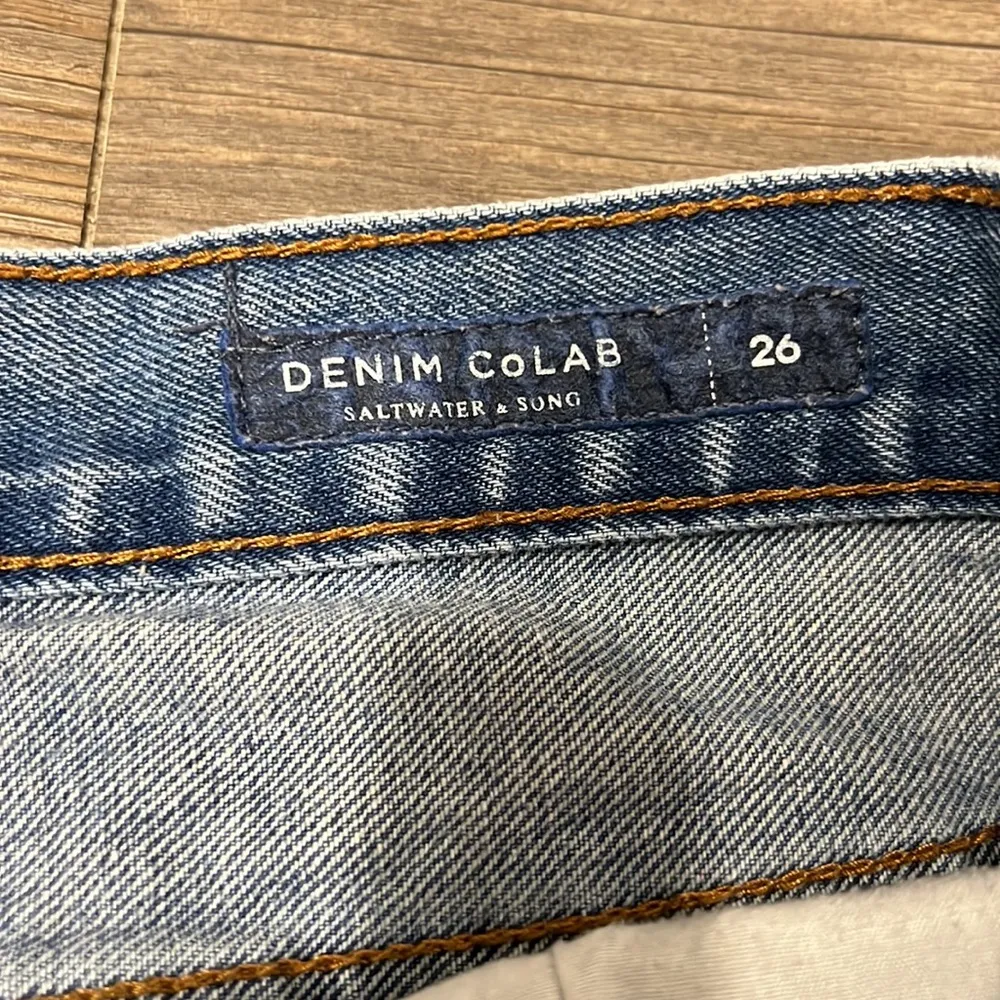 DENIM CoLAB
SALTWATER & SONG
26